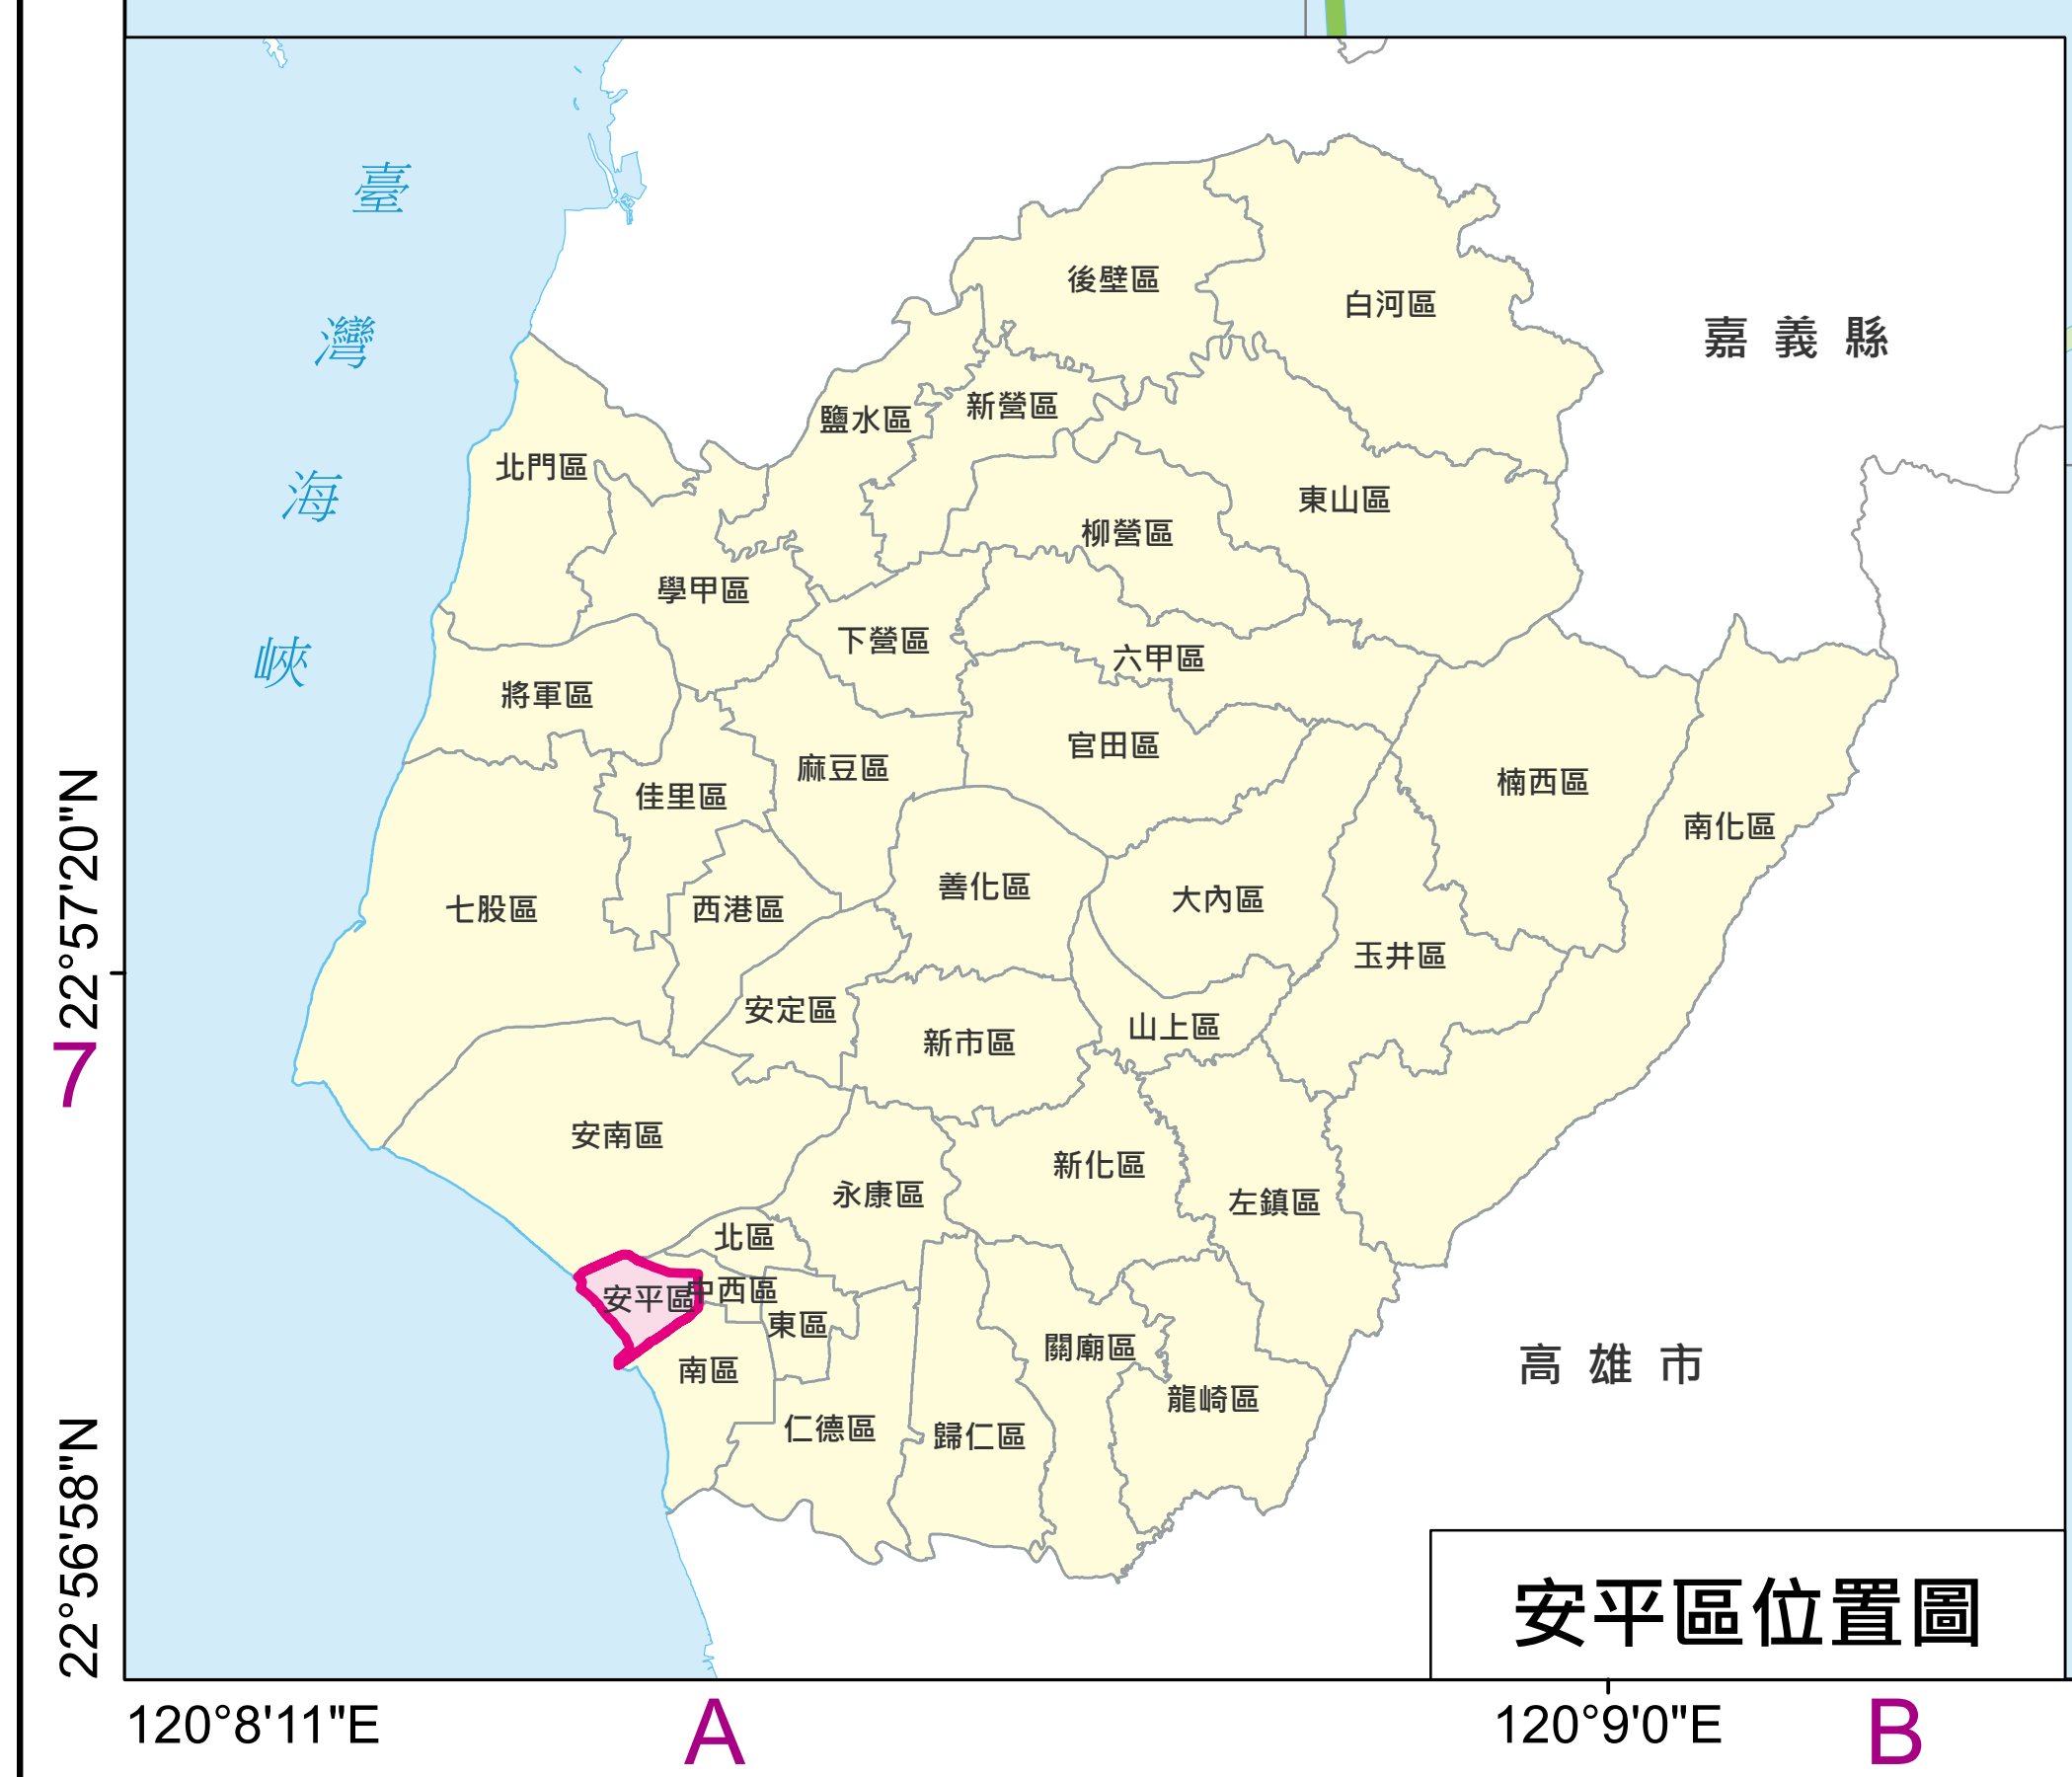 臺灣海峽
嘉義縣
高雄市
後壁區
白河區
鹽水區
新營區
北門區
東山區
柳營區
學甲區
下營區
六甲區
將軍區
官田區
麻豆區
楠西區
佳里區
南化區
善化區
大內區
七股區
西港區
玉井區
安定區
山上區
新市區
安南區
新化區
永康區
左鎮區
北區
中西區
安平區
東區
關廟區
南區
龍崎區
仁德區
歸仁區
安平區位置圖
22°57'20"N
7
22°56'58"N
120°8'11"E
A
120°9'0"E
B